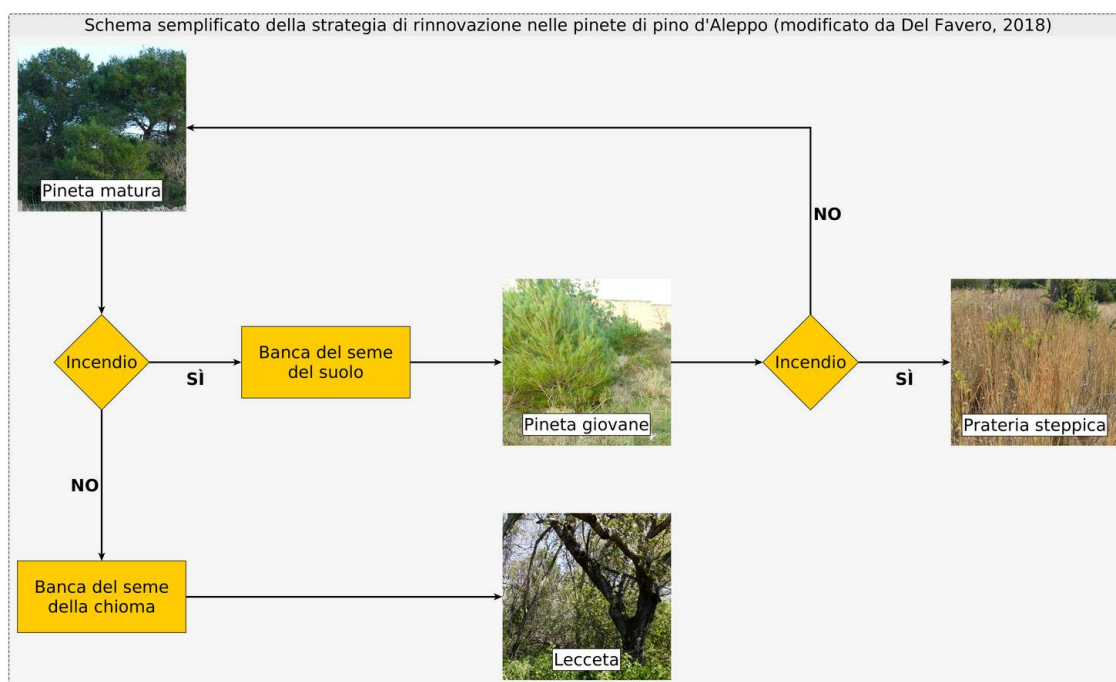 Schema semplificato della strategia di rinnovazione nelle pinete di pino d'Aleppo (modificato da Del Favero, 2018)
Pineta matura
NO
Incendio
SÌ
Banca del seme
del suolo
Pineta giovane
Incendio
SÌ
Prateria steppica
NO
Banca del seme
della chioma
Lecceta